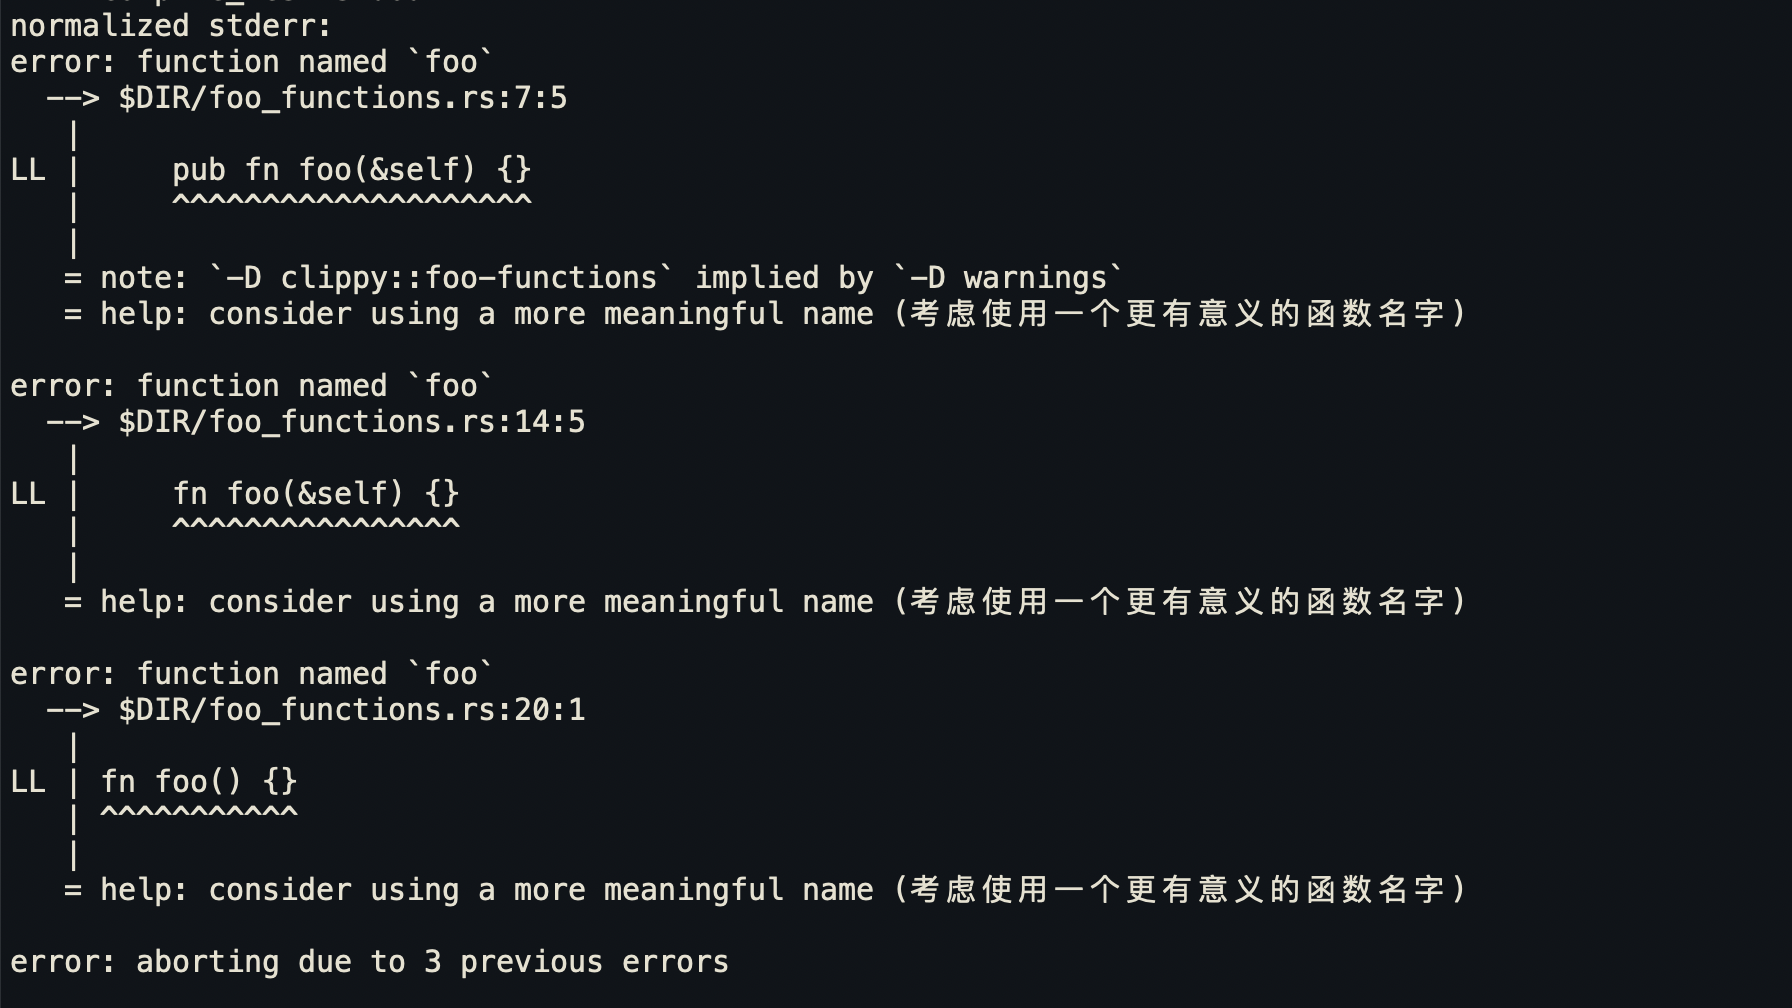 normalized stderr:
error: function named `foo`
  --> $DIR/foo_functions.rs:7:5
   |
LL |     pub fn foo(&self) {}
   |     ^^^^^^^^^^^^^^^^^^^^
   |
   = note: `-D clippy::foo-functions` implied by `-D warnings`
   = help: consider using a more meaningful name (考虑使用一个更有意义的函数名字)

error: function named `foo`
  --> $DIR/foo_functions.rs:14:5
   |
LL |     fn foo(&self) {}
   |     ^^^^^^^^^^^^^^^^
   |
   = help: consider using a more meaningful name (考虑使用一个更有意义的函数名字)

error: function named `foo`
  --> $DIR/foo_functions.rs:20:1
   |
LL | fn foo() {}
   | ^^^^^^^^^^^
   |
   = help: consider using a more meaningful name (考虑使用一个更有意义的函数名字)

error: aborting due to 3 previous errors